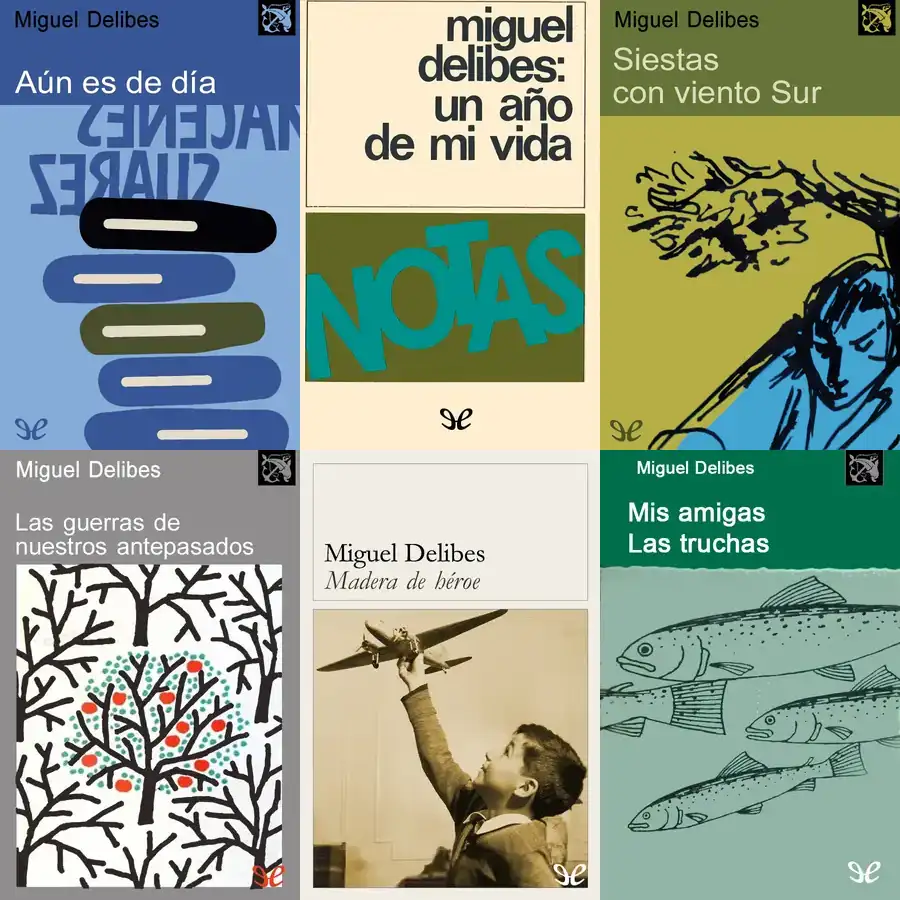 Miguel Delibes
Aún es de día
MACENES
SUAREZ
miguel
delibes:
un año
de mi vida
NOTAS
Miguel Delibes
Siestas
con viento Sur
Miguel Delibes
Las guerras de
nuestros antepasados
Miguel Delibes
Madera de héroe
Miguel Delibes
Mis amigas
Las truchas